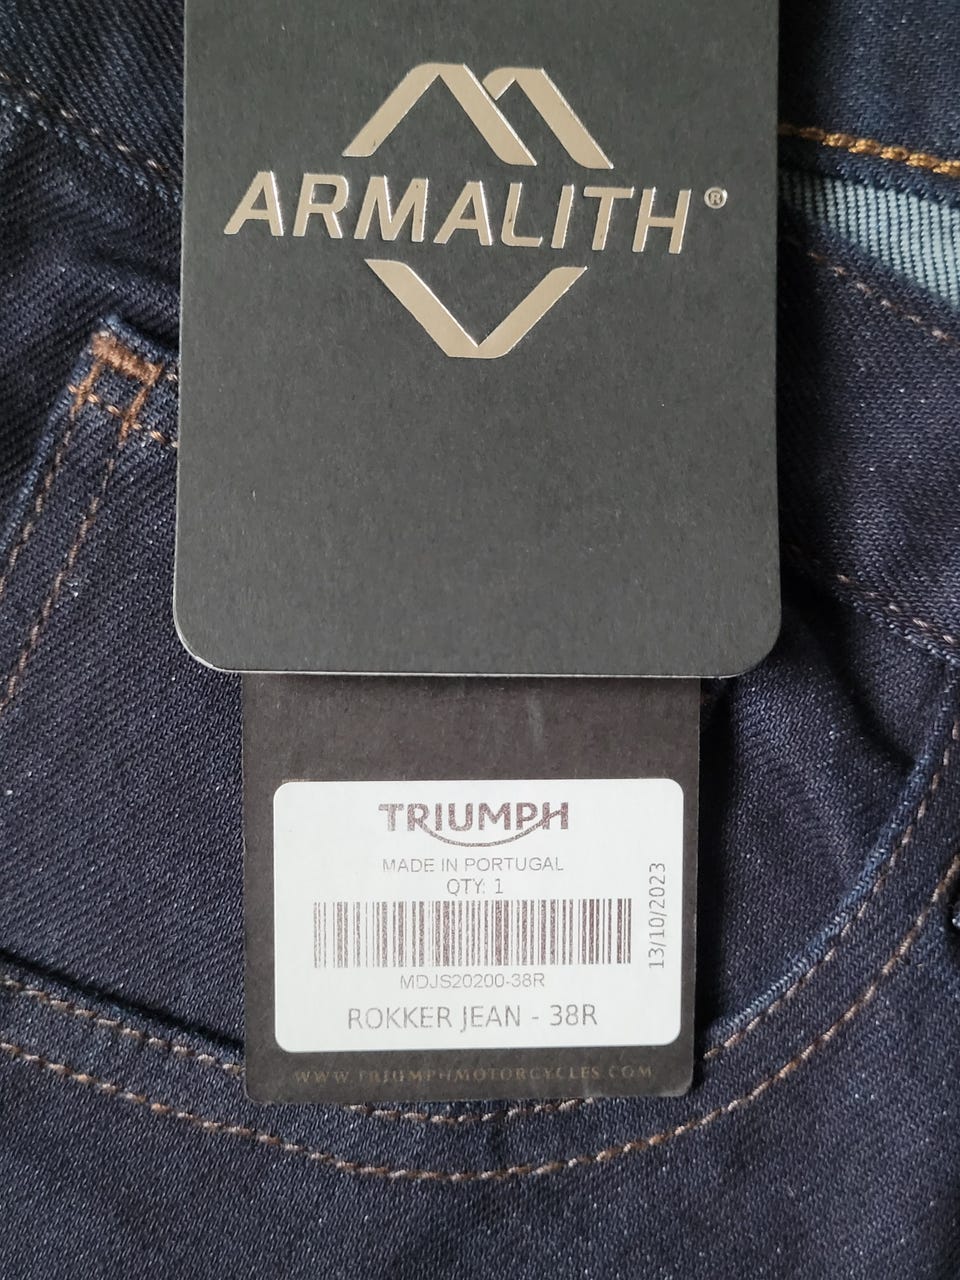 ARMALITH®
TRIUMPH
MADE IN PORTUGAL
QTY: 1
13/10/2023
MDJS20200-38R
ROKKER JEAN - 38R
WWW.TRIUMPHMOTORCYCLES.COM